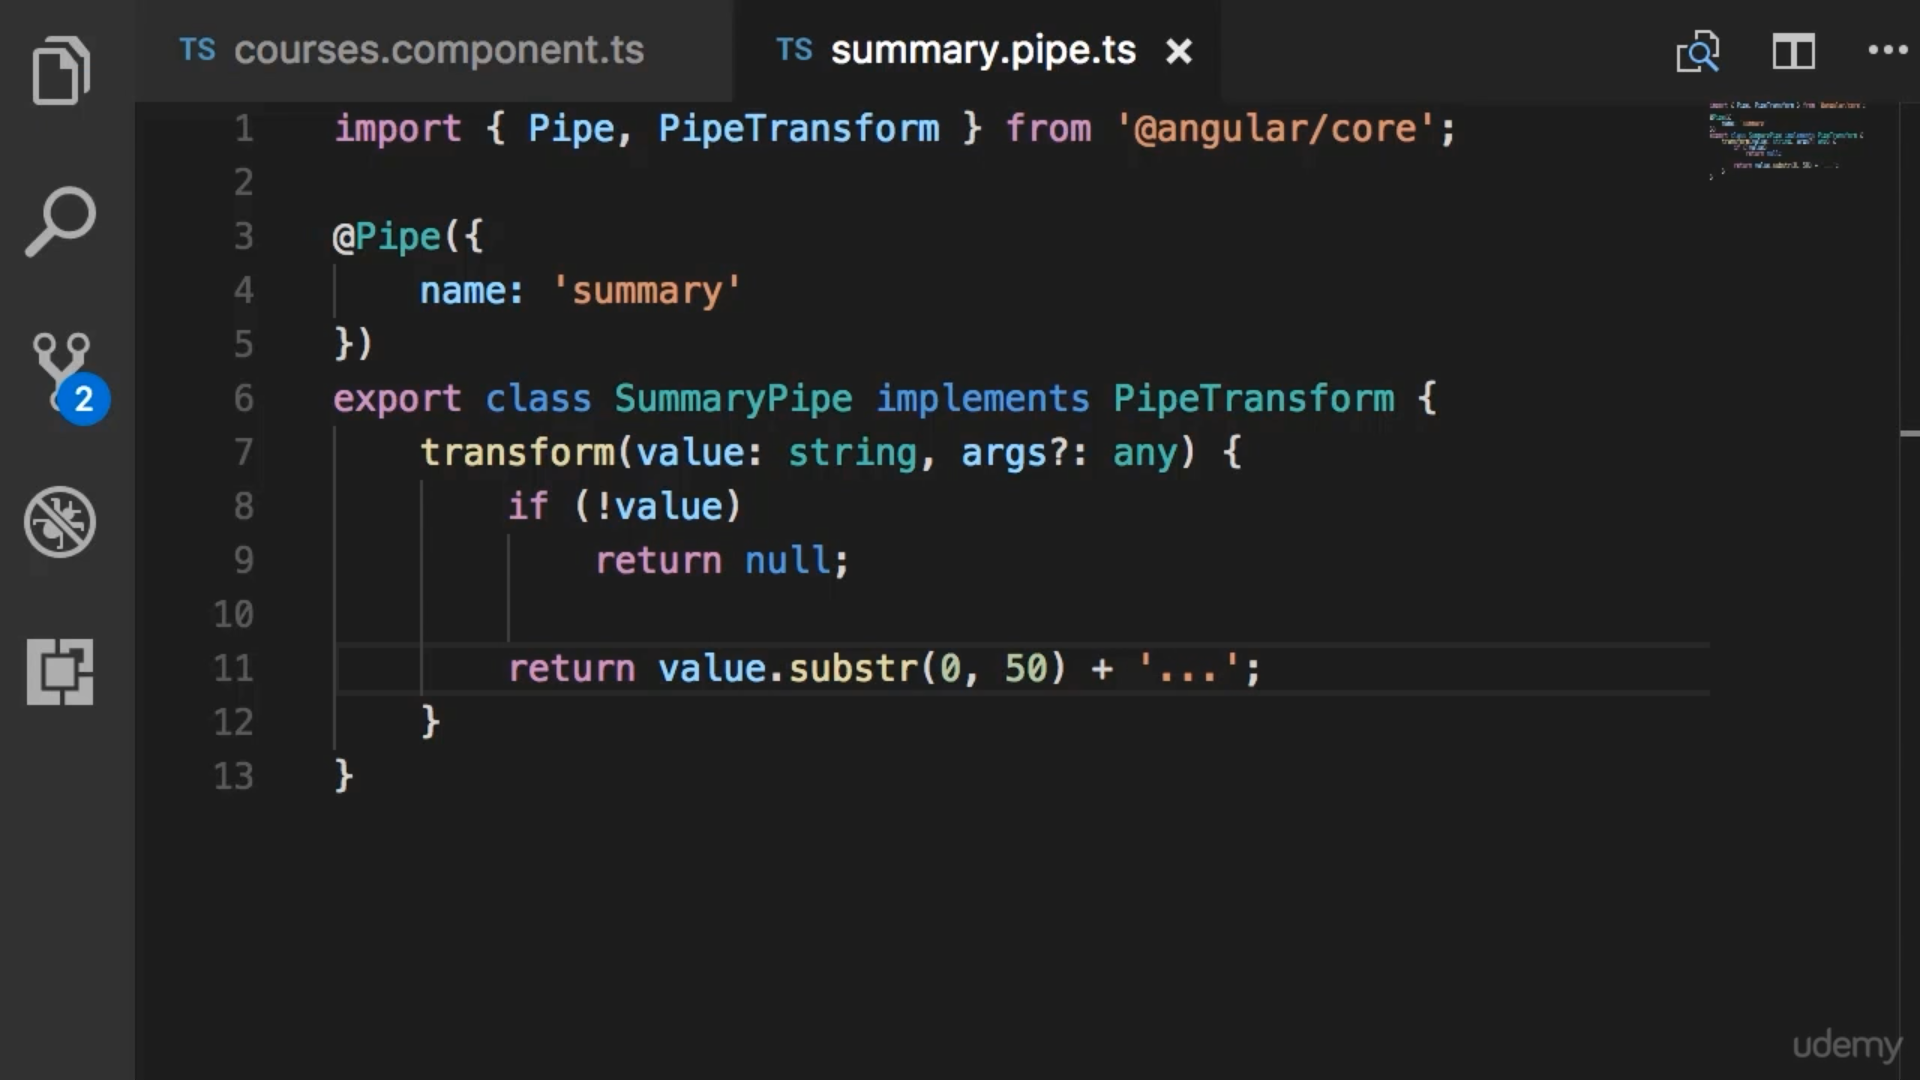 TS courses.component.ts TS summary.pipe.ts
1 import { Pipe, PipeTransform } from '@angular/core';
2
3 @Pipe({
4 name: 'summary'
5 })
6 export class SummaryPipe implements PipeTransform {
7 transform(value: string, args?: any) {
8 if (!value)
9 return null;
10
11 return value.substr(0, 50) + '...';
12 }
13 }
2
udemy